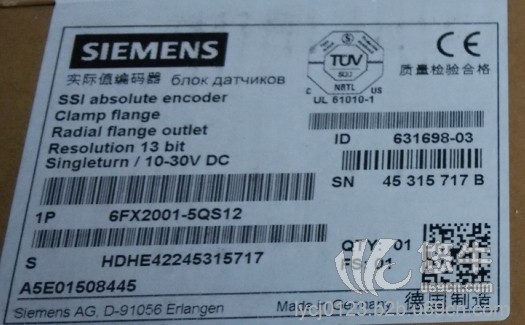 SIEMENS
实际值编码器 блок датчиков
SSI absolute encoder
Clamp flange
Radial flange outlet
Resolution 13 bit
Singleturn / 10-30V DC
TÜV
NRTL
C US
UL 61010-1
CE
质量检验合格
ID 631698-03
SN 45 315 717 B
1P 6FX2001-5QS12
S HDHE42245315717
QTY: 01
FS: 01
A5E01508445
Siemens AG, D-91056 Erlangen
Made in Germany
德国制造